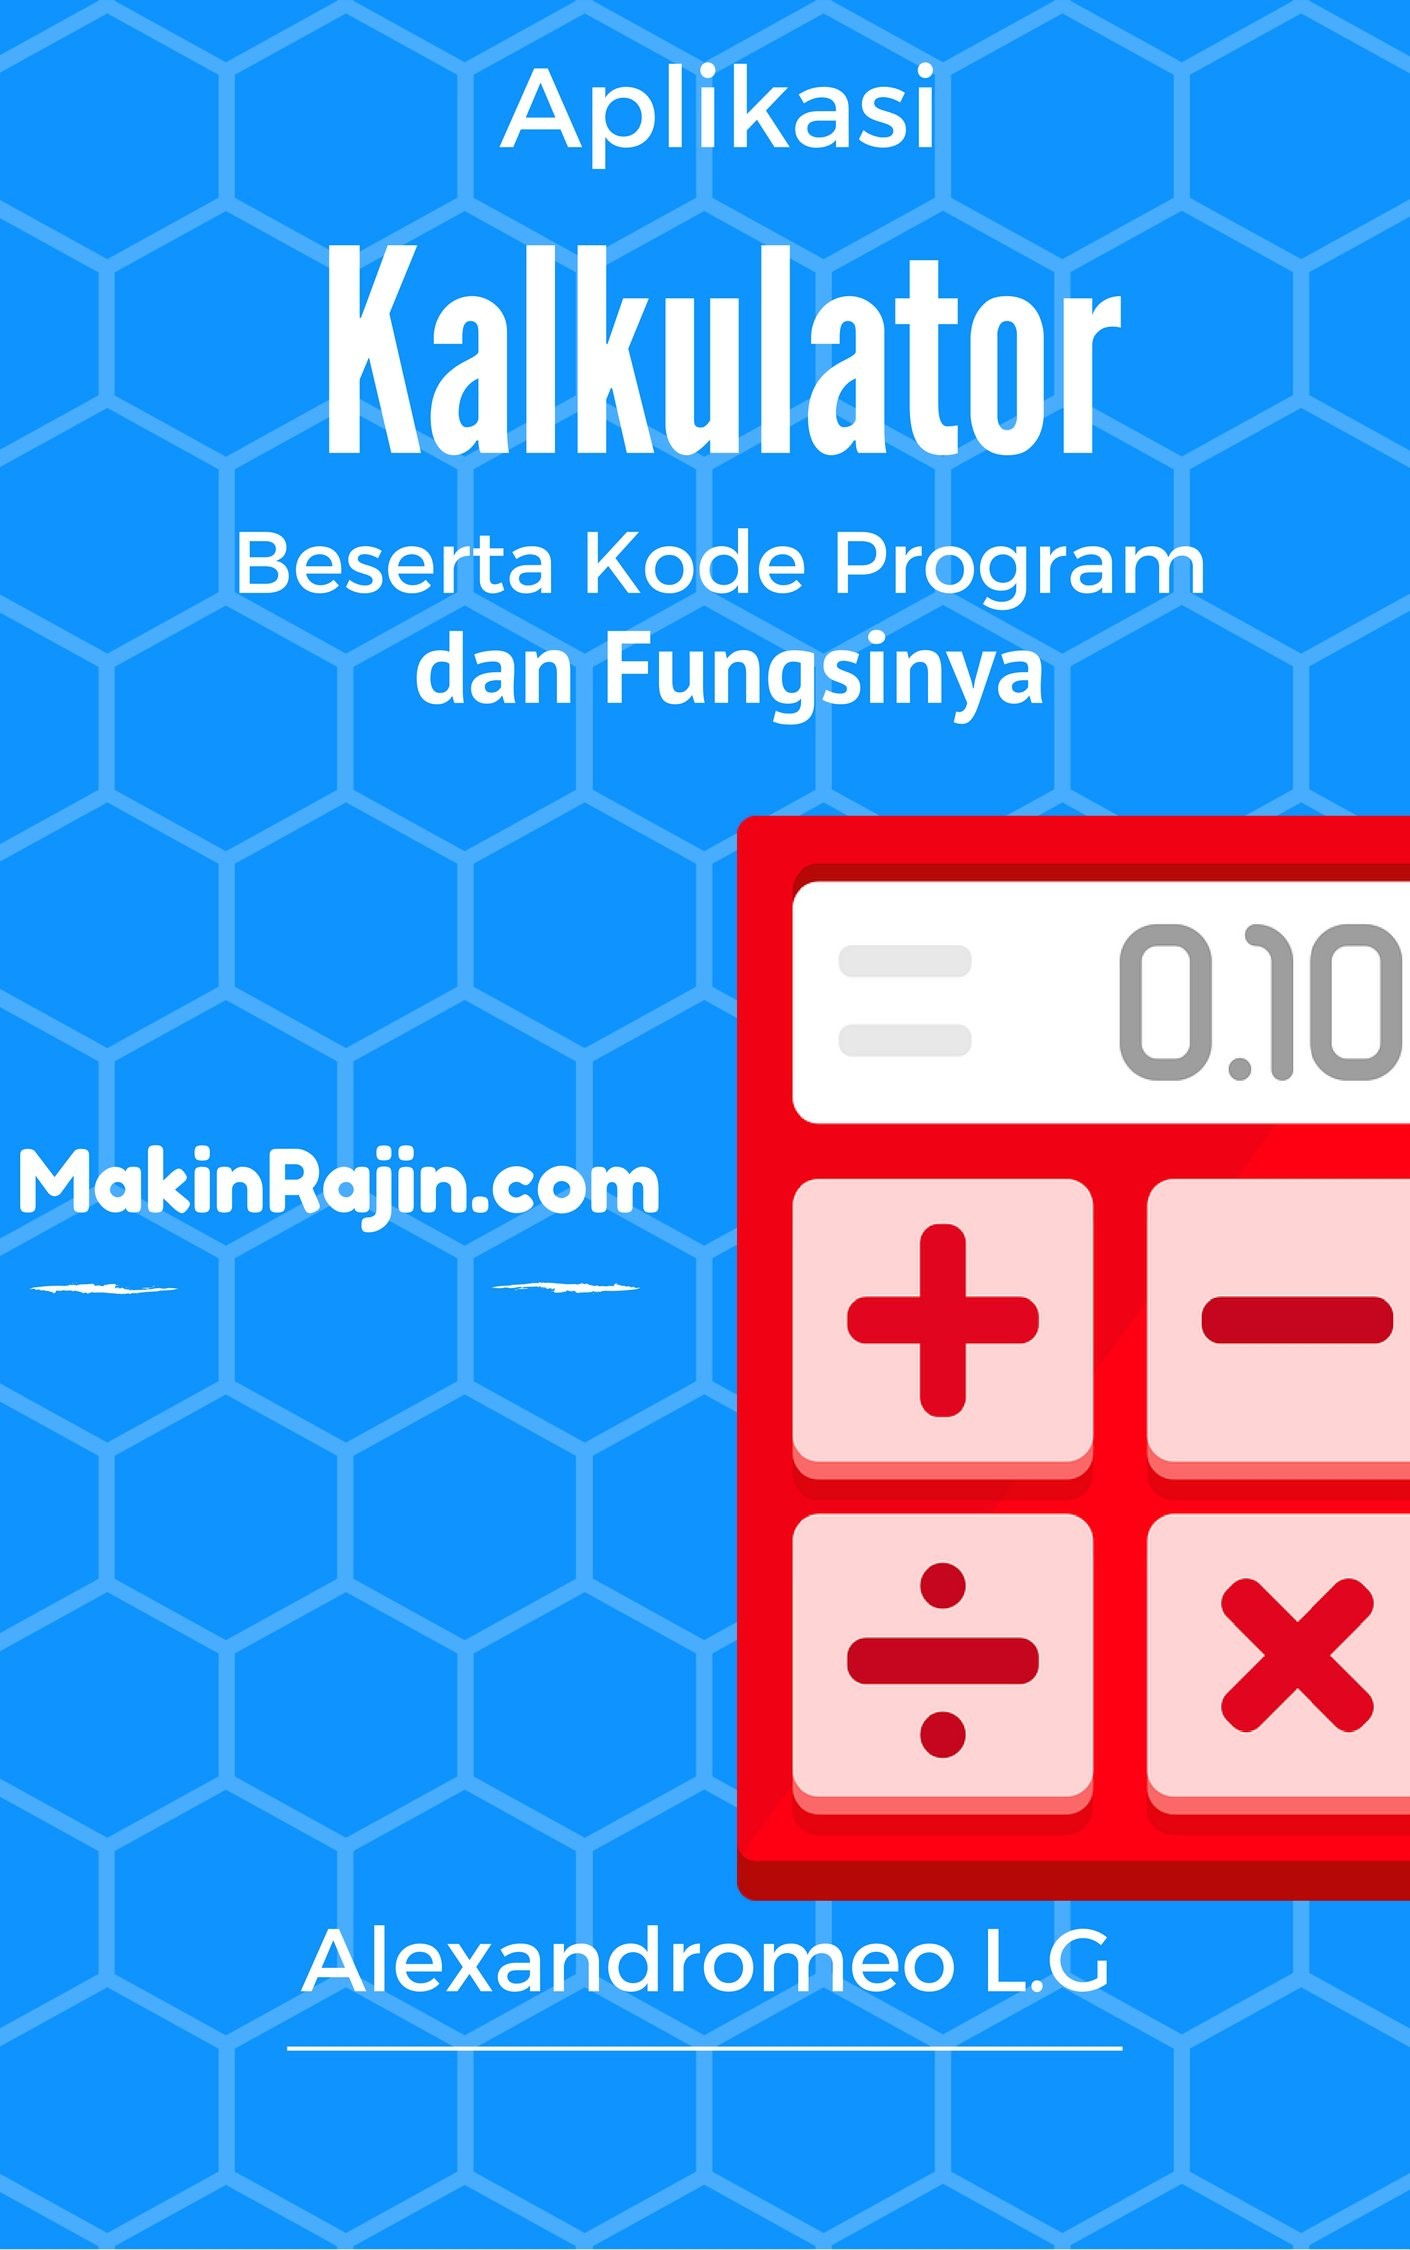 Aplikasi
Kalkulator
Beserta Kode Program
dan Fungsinya
0.10
MakinRajin.com
Alexandromeo L.G